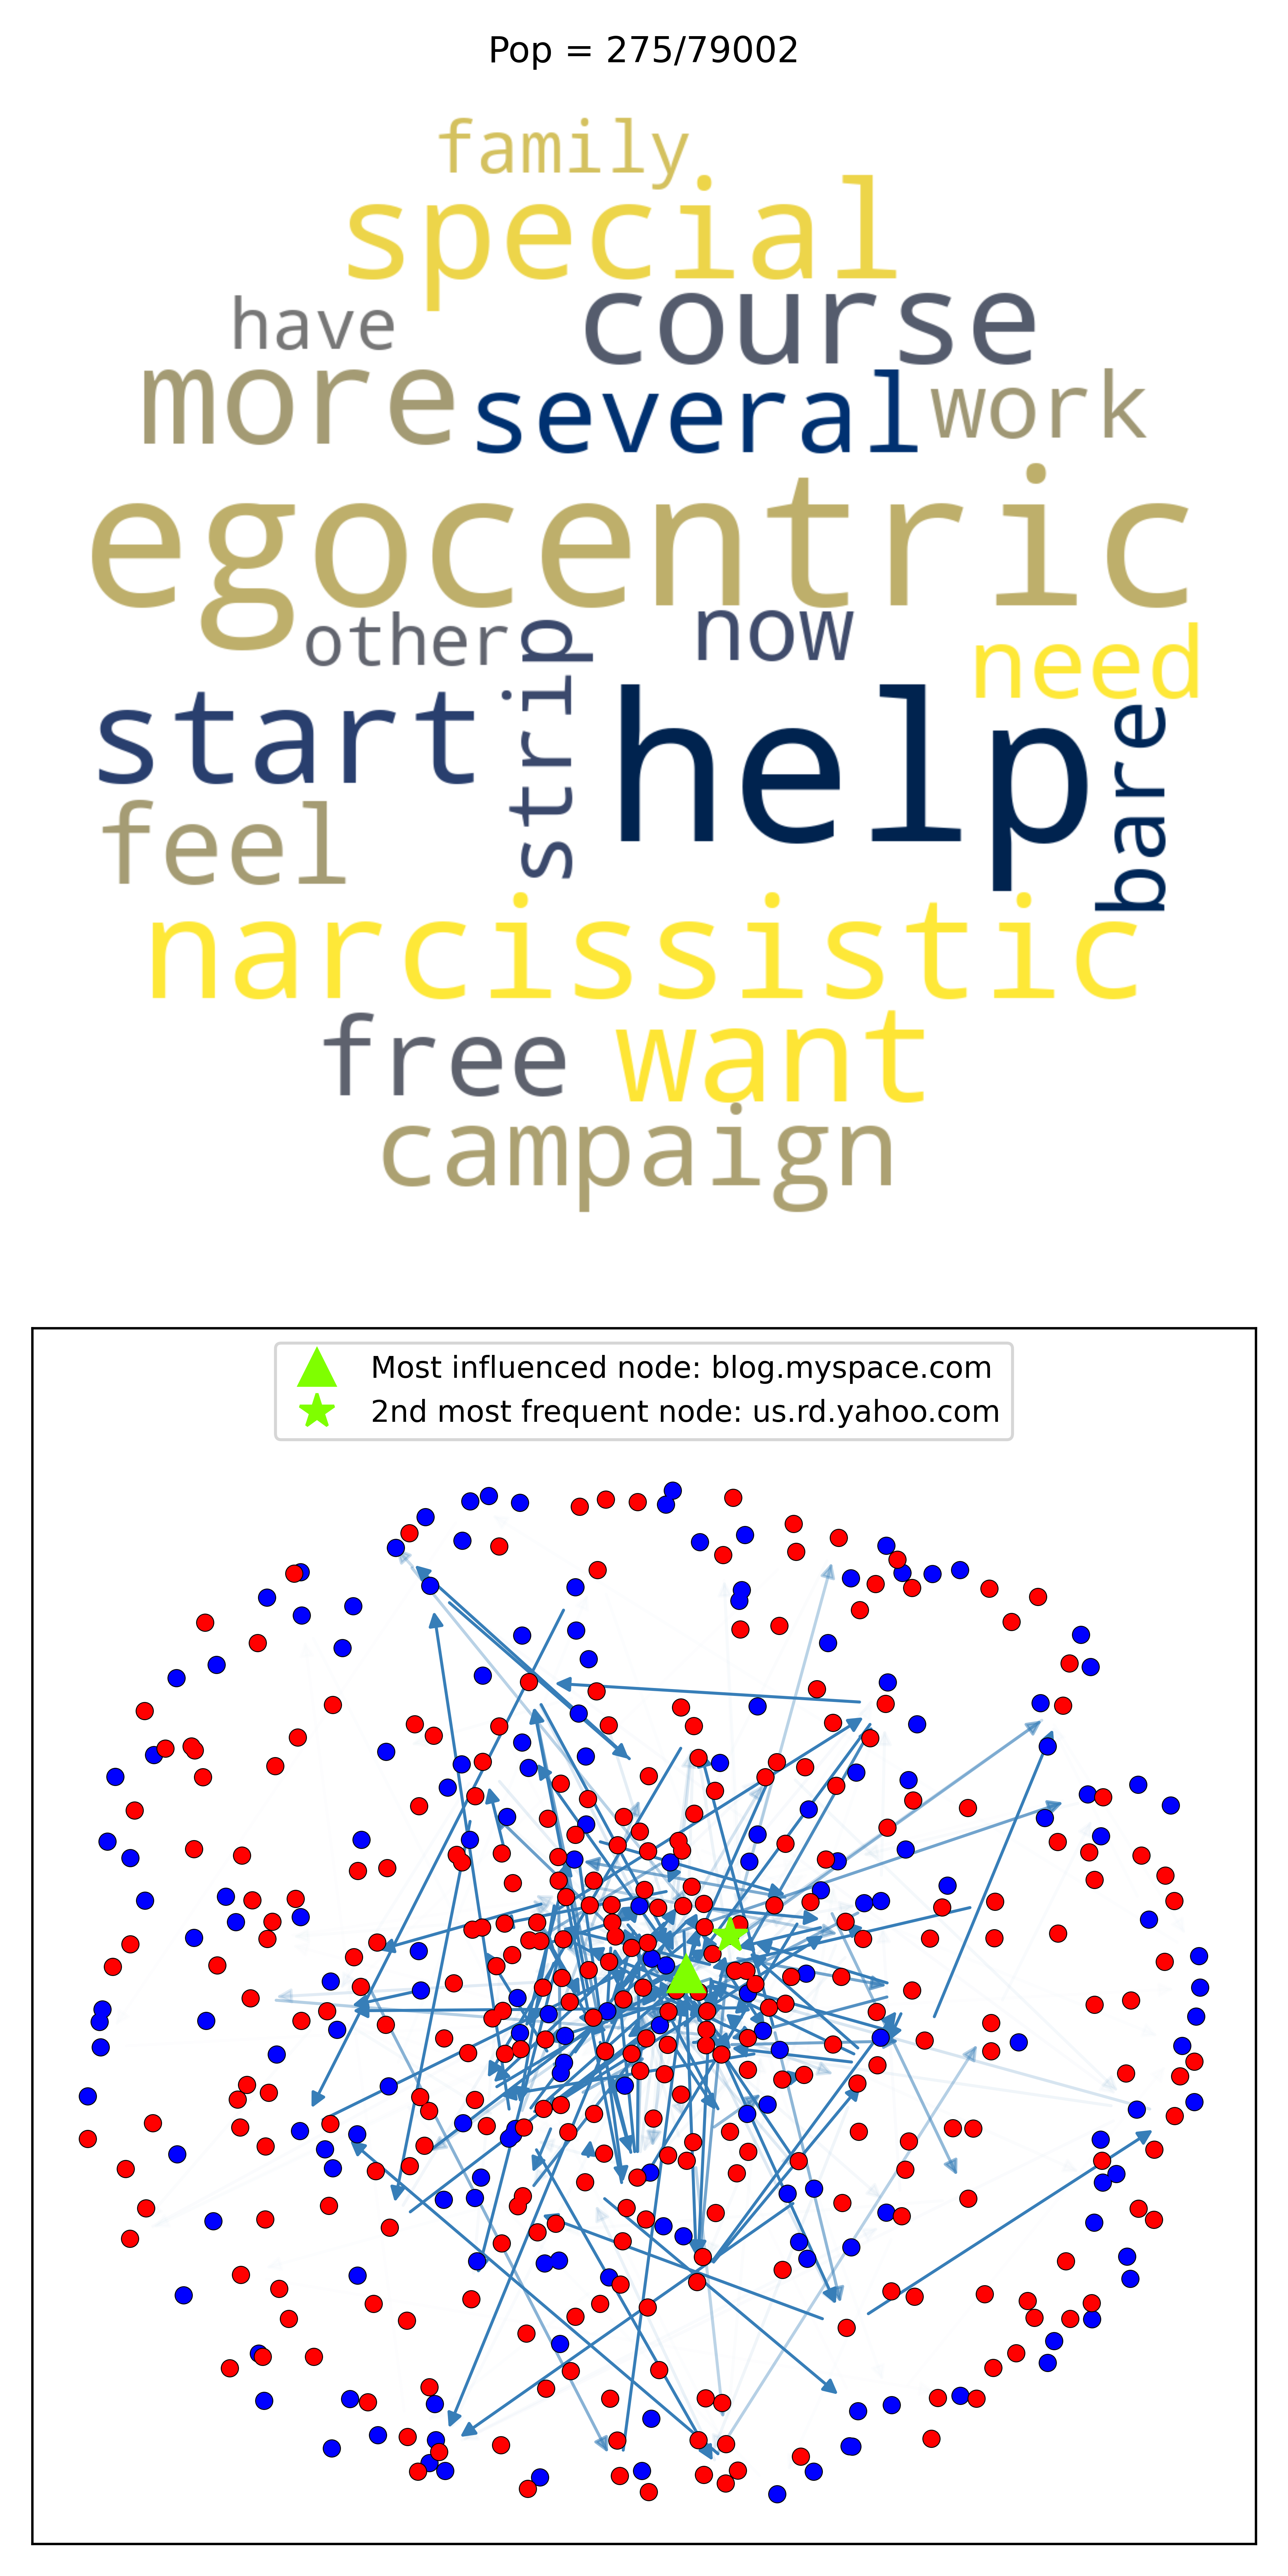 Pop = 275/79002
family
special
have course
more several work
egocentric
other strip now need
start help bare
feel
narcissistic
free want
campaign
Most influenced node: blog.myspace.com
2nd most frequent node: us.rd.yahoo.com